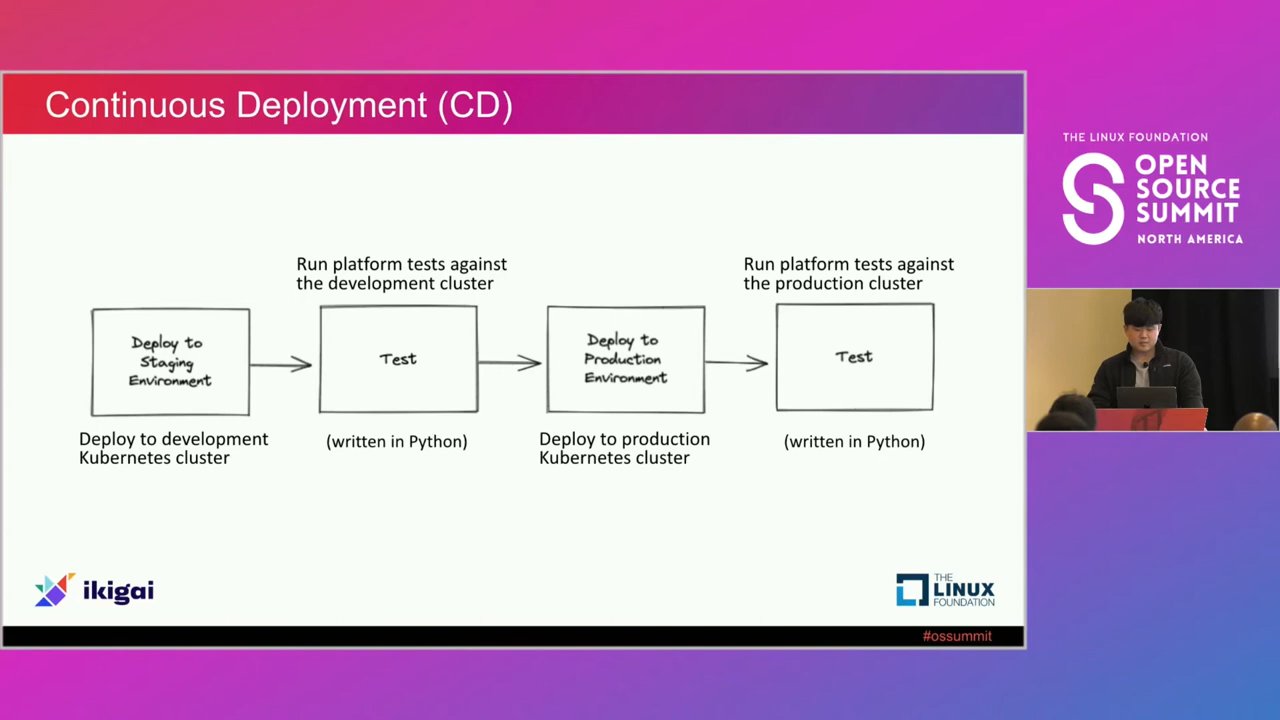 Continuous Deployment (CD)
THE LINUX FOUNDATION
OPEN
SOURCE
SUMMIT
NORTH AMERICA
Run platform tests against
the development cluster
Run platform tests against
the production cluster
Deploy to
Staging
Environment
Test
Deploy to
Production
Environment
Test
Deploy to development
Kubernetes cluster
(written in Python)
Deploy to production
Kubernetes cluster
(written in Python)
ikigai
THE
LINUX
FOUNDATION
#ossummit